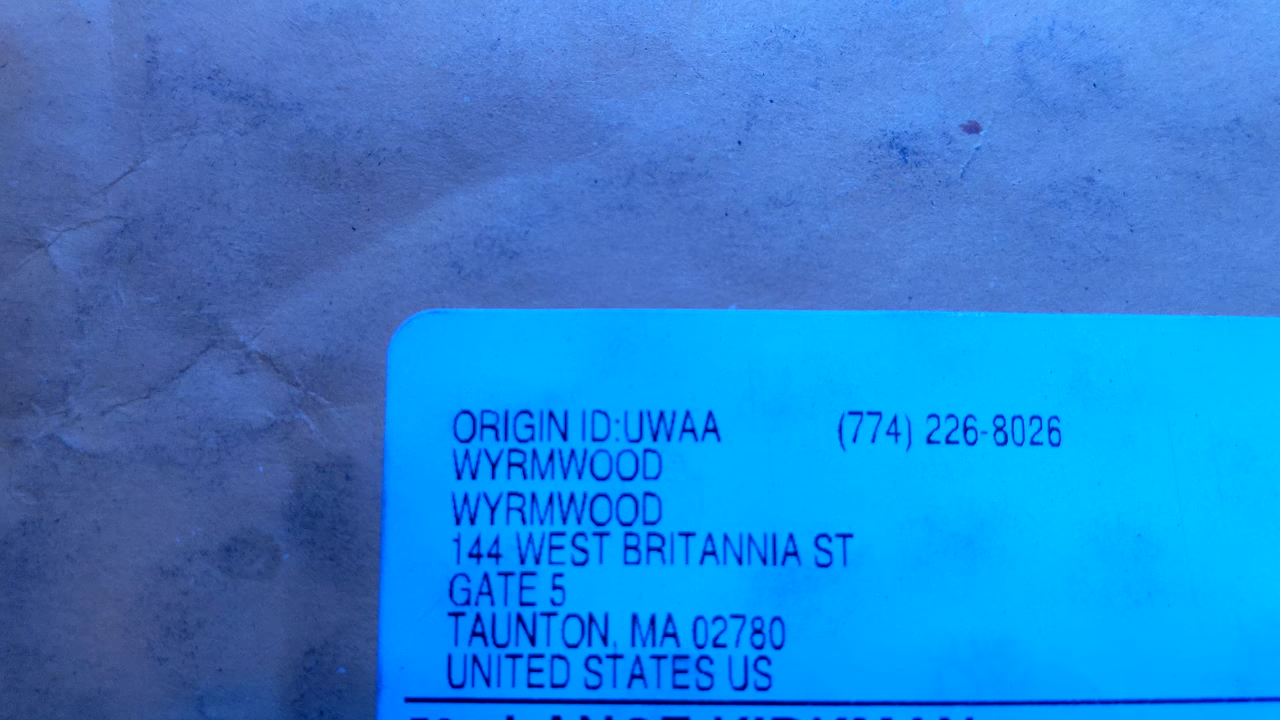 ORIGIN ID:UWAA (774) 226-8026
WYRMWOOD
WYRMWOOD
144 WEST BRITANNIA ST
GATE 5
TAUNTON, MA 02780
UNITED STATES US